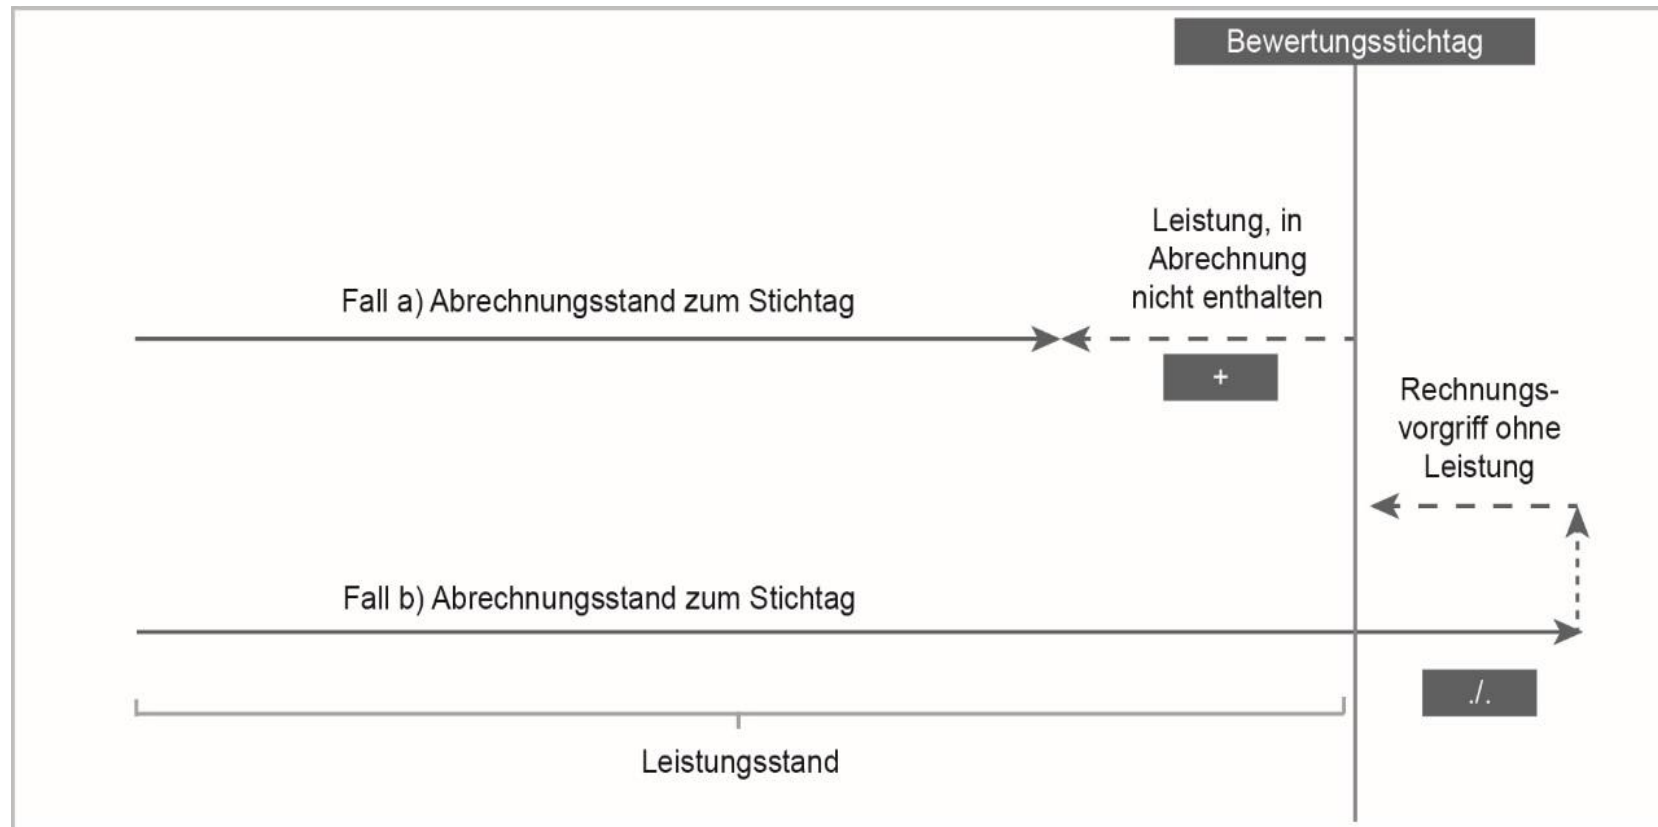 Bewertungsstichtag
Leistung, in
Abrechnung
nicht enthalten
Fall a) Abrechnungsstand zum Stichtag
+
Rechnungs-
vorgriff ohne
Leistung
Fall b) Abrechnungsstand zum Stichtag
./.
Leistungsstand